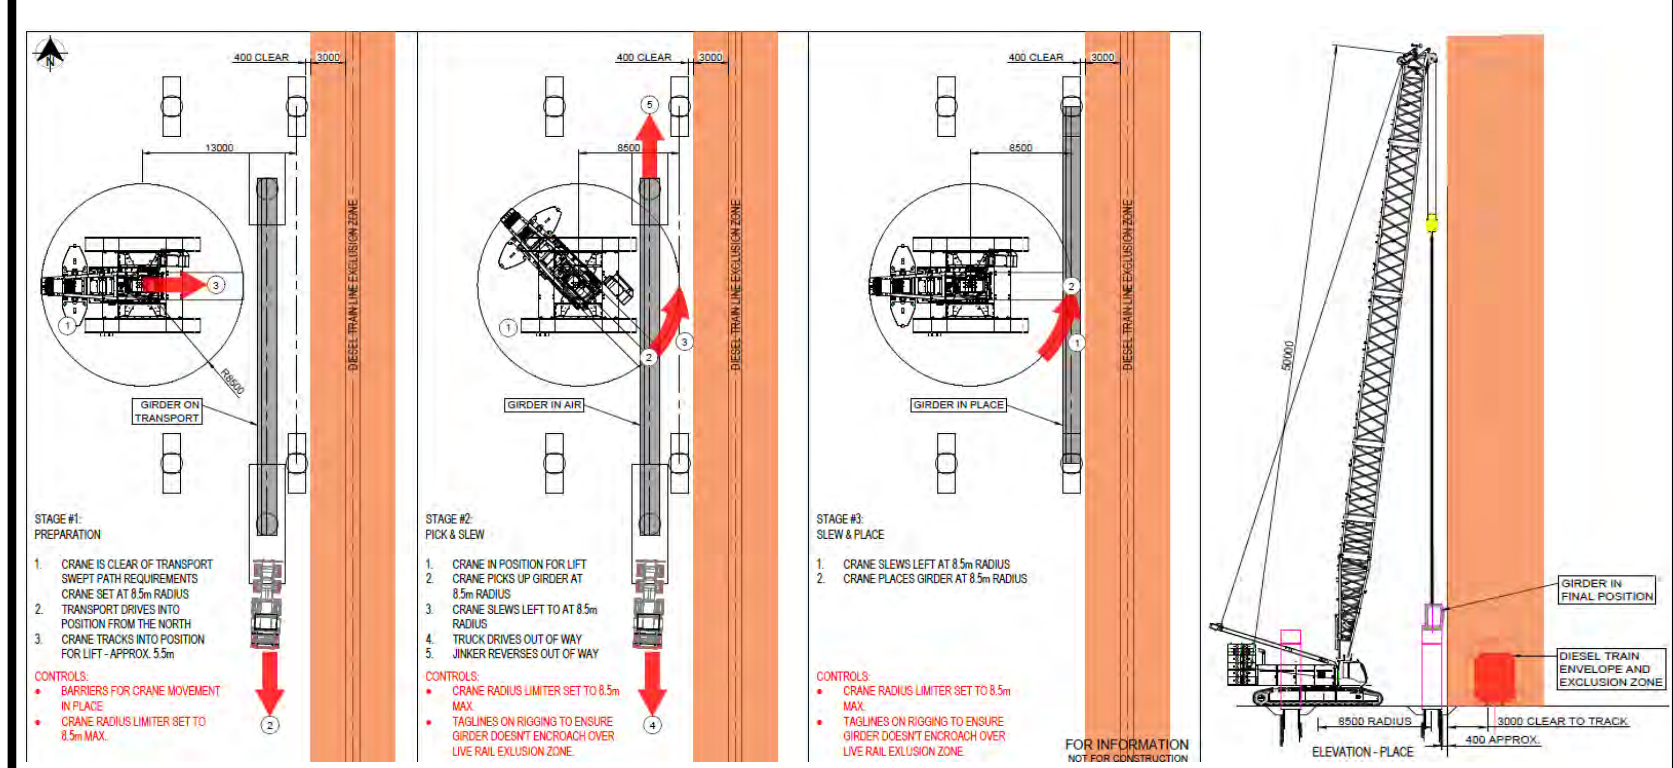 N
400 CLEAR
3000
13000
DIESEL TRAIN LINE EXCLUSION ZONE
3
1
R8500
GIRDER ON
TRANSPORT
STAGE #1:
PREPARATION
1. CRANE IS CLEAR OF TRANSPORT
SWEPT PATH REQUIREMENTS
CRANE SET AT 8.5m RADIUS
2. TRANSPORT DRIVES INTO
POSITION FROM THE NORTH
3. CRANE TRACKS INTO POSITION
FOR LIFT - APPROX. 5.5m
CONTROLS:
• BARRIERS FOR CRANE MOVEMENT
IN PLACE
• CRANE RADIUS LIMITER SET TO
8.5m MAX.
2
400 CLEAR
3000
5
8500
DIESEL TRAIN LINE EXCLUSION ZONE
1
2
3
GIRDER IN AIR
STAGE #2:
PICK & SLEW
1. CRANE IN POSITION FOR LIFT
2. CRANE PICKS UP GIRDER AT
8.5m RADIUS
3. CRANE SLEWS LEFT TO AT 8.5m
RADIUS
4. TRUCK DRIVES OUT OF WAY
5. JINKER REVERSES OUT OF WAY
CONTROLS:
• CRANE RADIUS LIMITER SET TO 8.5m
MAX.
• TAGLINES ON RIGGING TO ENSURE
GIRDER DOESN'T ENCROACH OVER
LIVE RAIL EXLUSION ZONE.
4
400 CLEAR
3000
8500
DIESEL TRAIN LINE EXCLUSION ZONE
2
1
GIRDER IN PLACE
STAGE #3:
SLEW & PLACE
1. CRANE SLEWS LEFT AT 8.5m RADIUS
2. CRANE PLACES GIRDER AT 8.5m RADIUS
CONTROLS:
• CRANE RADIUS LIMITER SET TO 8.5m
MAX.
• TAGLINES ON RIGGING TO ENSURE
GIRDER DOESN'T ENCROACH OVER
LIVE RAIL EXLUSION ZONE.
FOR INFORMATION
NOT FOR CONSTRUCTION
50000
GIRDER IN
FINAL POSITION
DIESEL TRAIN
ENVELOPE AND
EXCLUSION ZONE
8500 RADIUS
3000 CLEAR TO TRACK
400 APPROX.
ELEVATION - PLACE